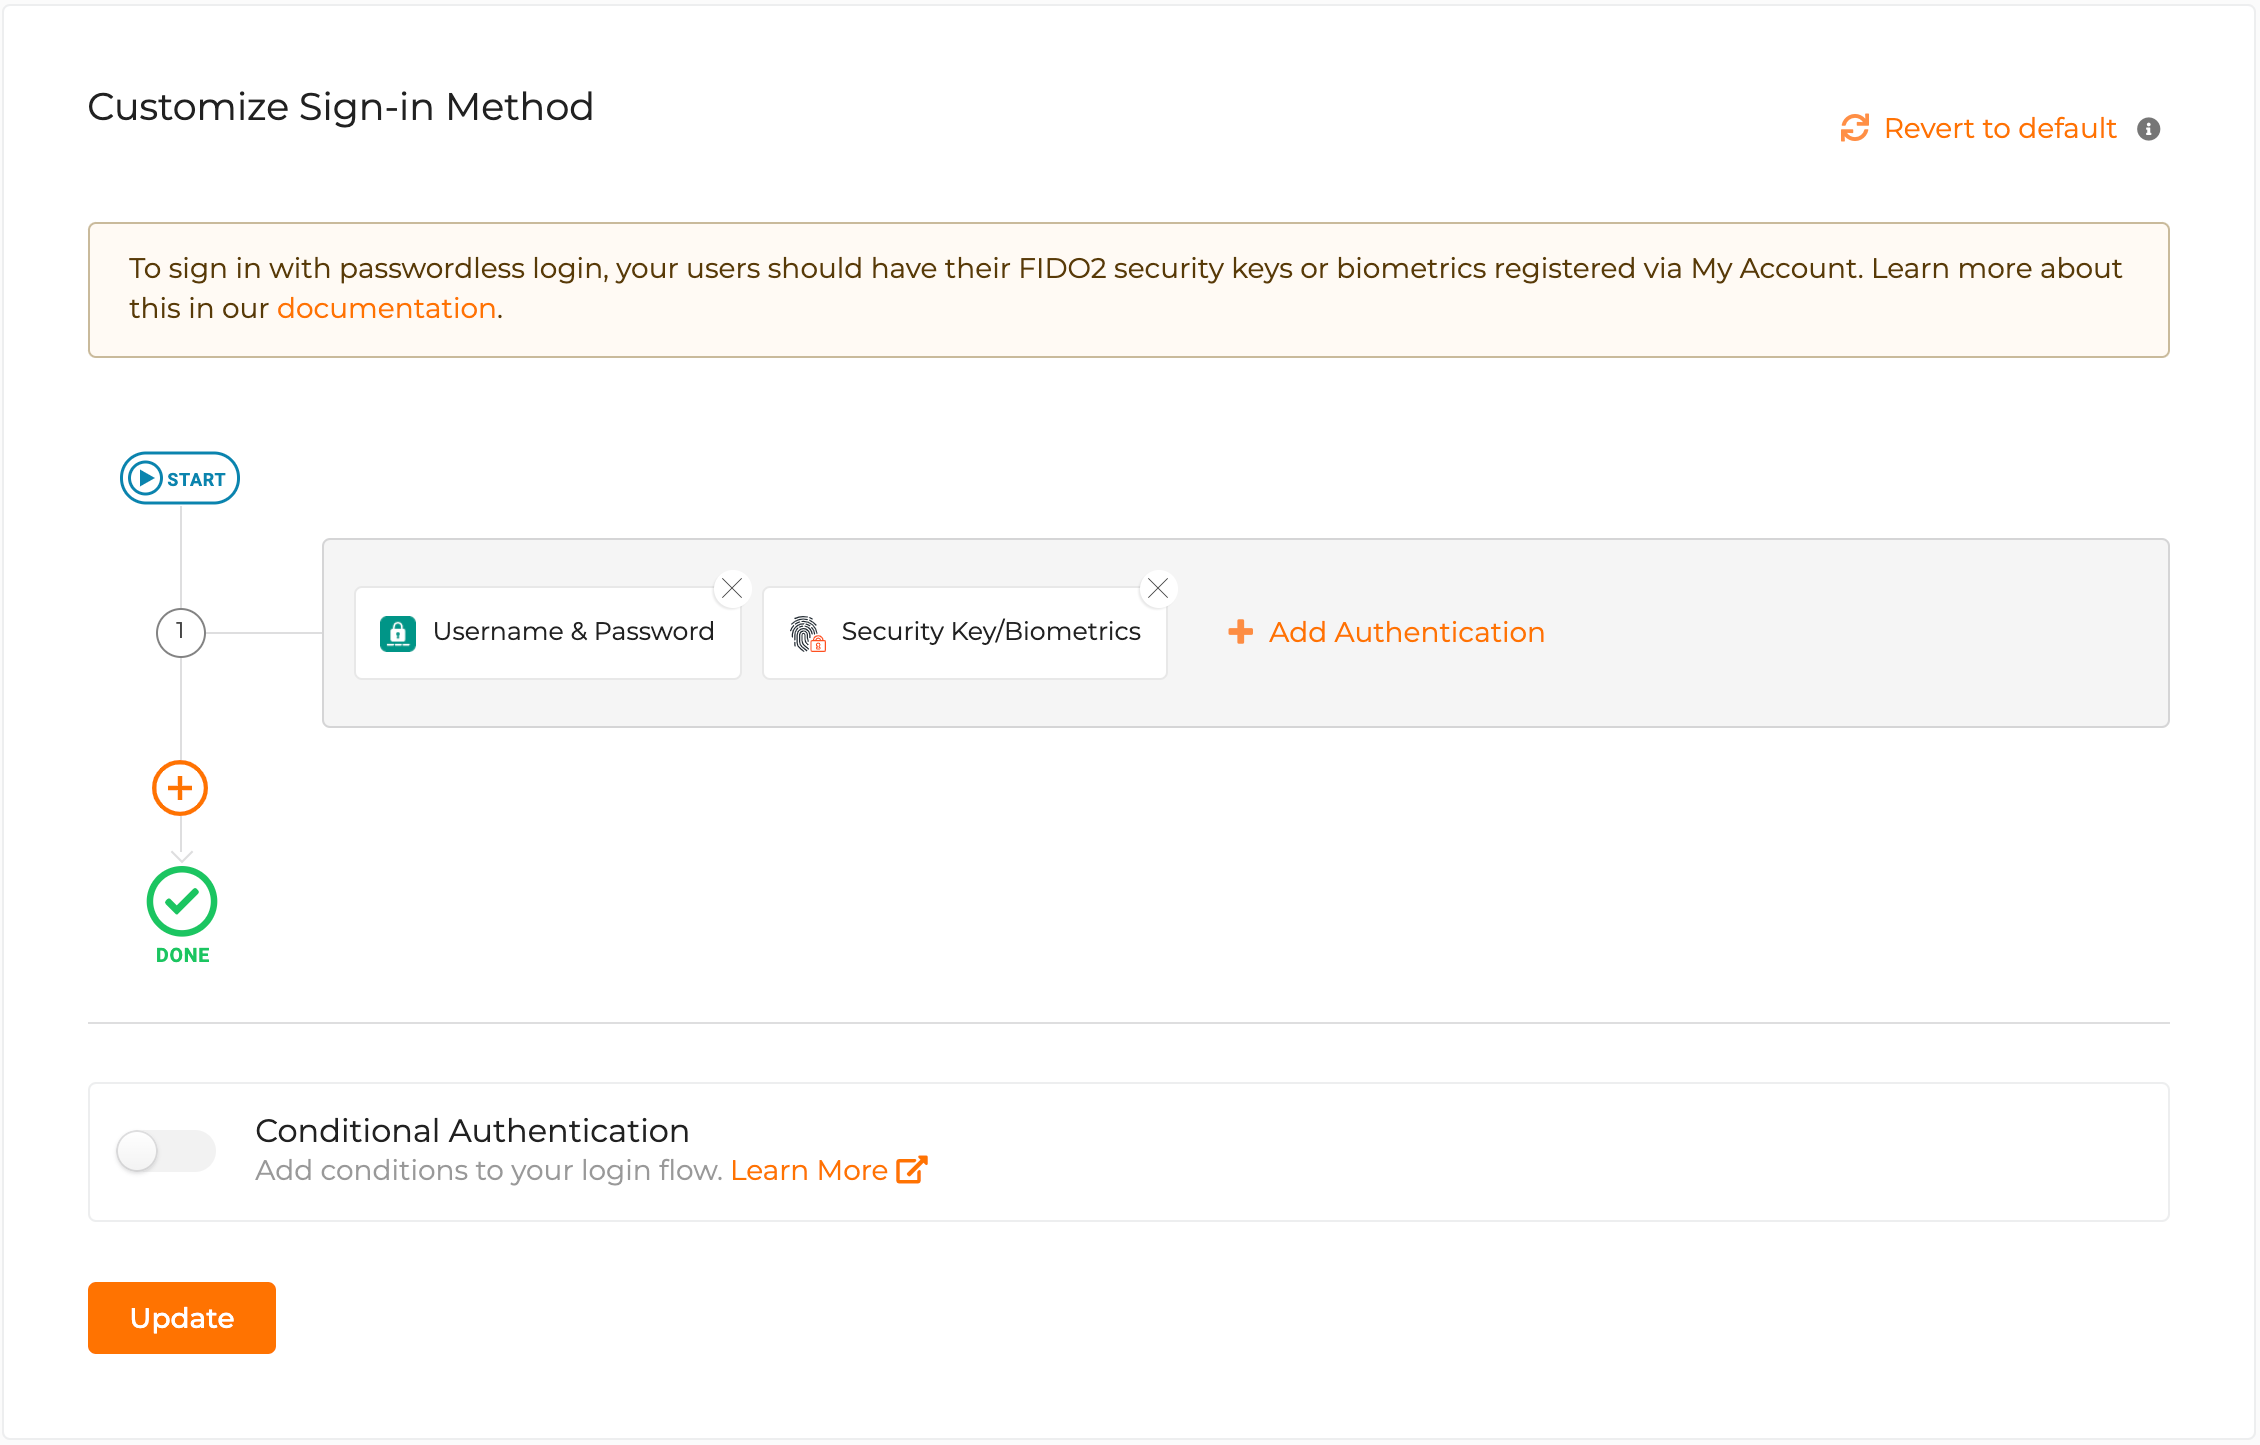 Customize Sign-in Method
Revert to default
To sign in with passwordless login, your users should have their FIDO2 security keys or biometrics registered via My Account. Learn more about
this in our documentation.
START
1
Username & Password
Security Key/Biometrics
Add Authentication
DONE
Conditional Authentication
Add conditions to your login flow. Learn More
Update